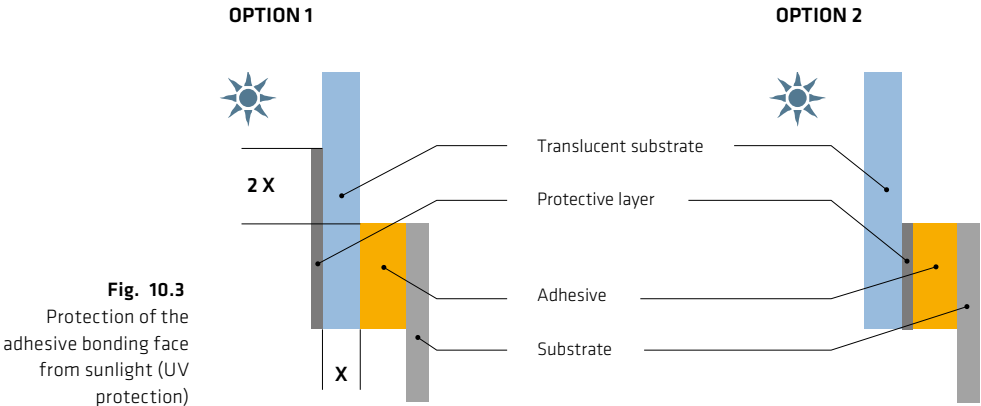 OPTION 1
OPTION 2
Translucent substrate
2 X
Protective layer
Fig. 10.3
Protection of the
adhesive bonding face
from sunlight (UV
protection)
Adhesive
Substrate
X